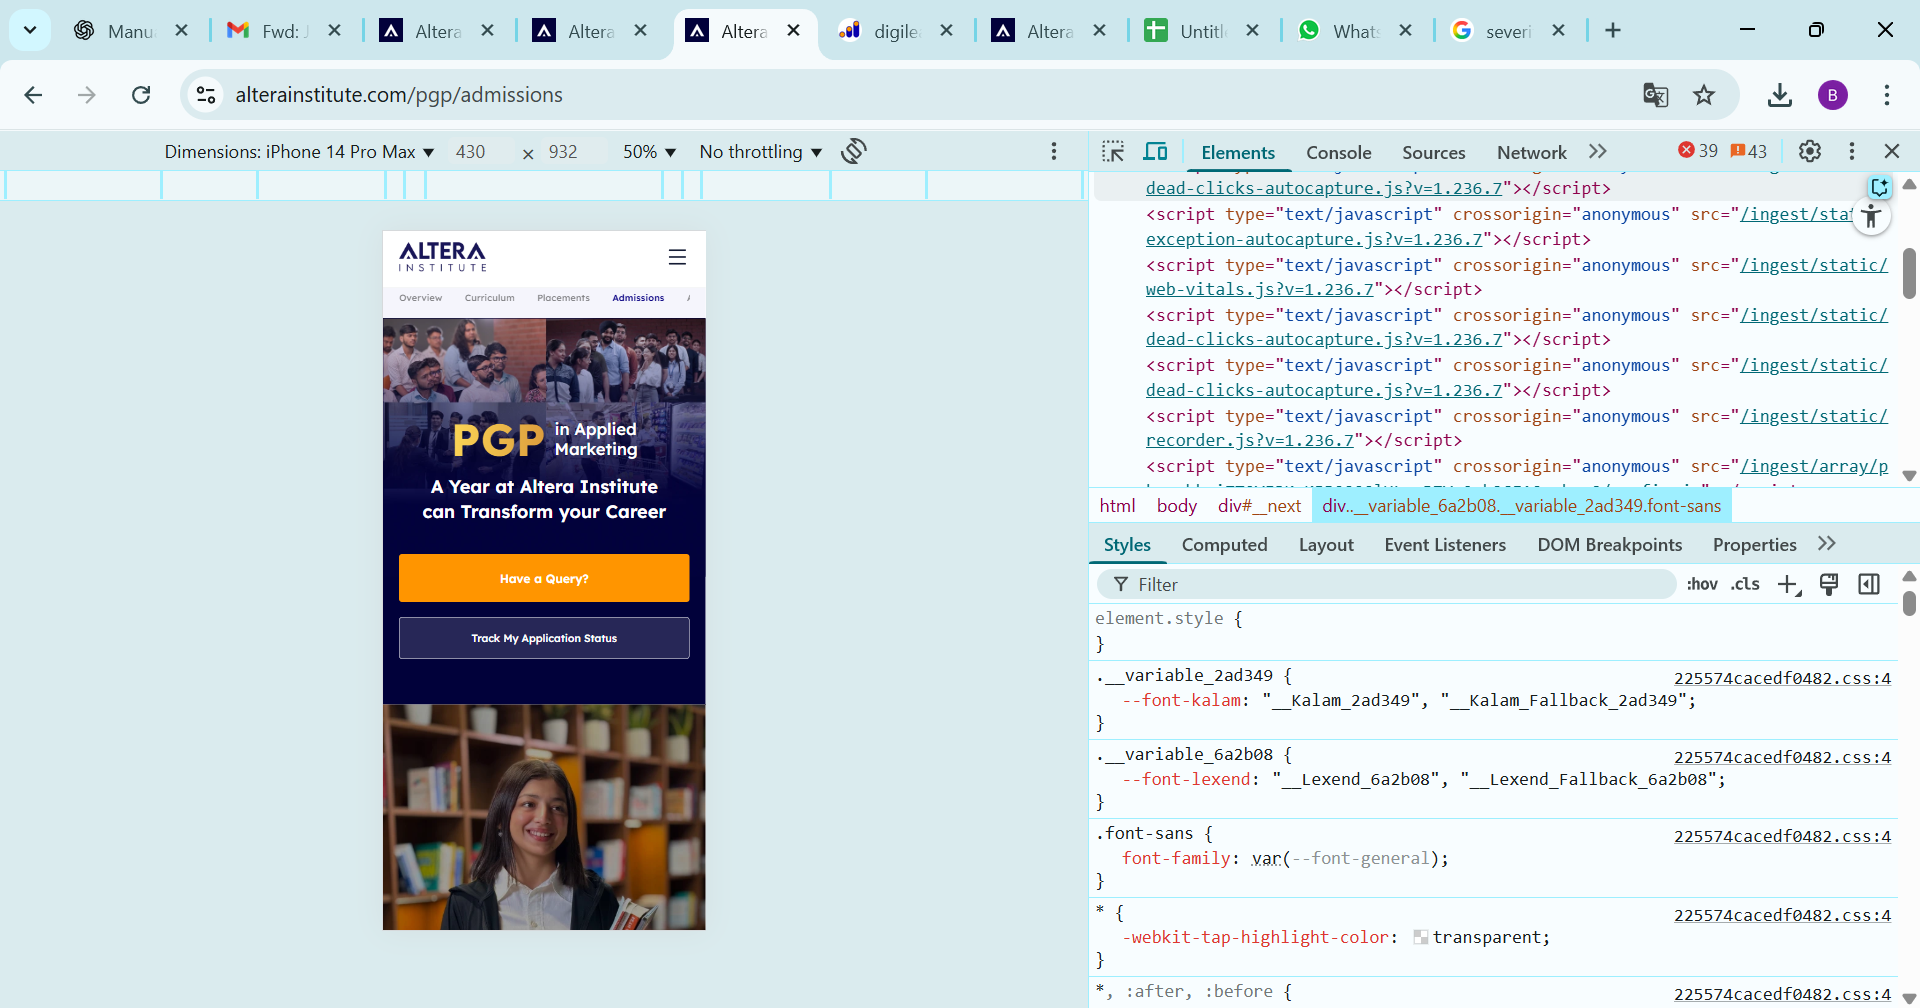 Manu
Fwd: J
Altera
Altera
Altera
digilea
Altera
Untitl
Whats
severi
alterainstitute.com/pgp/admissions
B
Dimensions: iPhone 14 Pro Max
430
×
932
50%
No throttling
Elements
Console
Sources
Network
39
43
dead-clicks-autocapture.js?v=1.236.7"></script>
<script type="text/javascript" crossorigin="anonymous" src="/ingest/stat
exception-autocapture.js?v=1.236.7"></script>
<script type="text/javascript" crossorigin="anonymous" src="/ingest/static/
web-vitals.js?v=1.236.7"></script>
<script type="text/javascript" crossorigin="anonymous" src="/ingest/static/
dead-clicks-autocapture.js?v=1.236.7"></script>
<script type="text/javascript" crossorigin="anonymous" src="/ingest/static/
dead-clicks-autocapture.js?v=1.236.7"></script>
<script type="text/javascript" crossorigin="anonymous" src="/ingest/static/
recorder.js?v=1.236.7"></script>
<script type="text/javascript" crossorigin="anonymous" src="/ingest/array/p
html
body
div#__next
div..__variable_6a2b08.__variable_2ad349.font-sans
Styles
Computed
Layout
Event Listeners
DOM Breakpoints
Properties
Filter
:hov
.cls
element.style {
}
.__variable_2ad349 {
225574cacedf0482.css:4
--font-kalam: "__Kalam_2ad349", "__Kalam_Fallback_2ad349";
}
.__variable_6a2b08 {
225574cacedf0482.css:4
--font-lexend: "__Lexend_6a2b08", "__Lexend_Fallback_6a2b08";
}
.font-sans {
225574cacedf0482.css:4
font-family: var(--font-general);
}
* {
225574cacedf0482.css:4
-webkit-tap-highlight-color: transparent;
}
*, :after, :before {
225574cacedf0482.css:4
ALTERA
INSTITUTE
Overview
Curriculum
Placements
Admissions
PGP
in Applied
Marketing
A Year at Altera Institute
can Transform your Career
Have a Query?
Track My Application Status